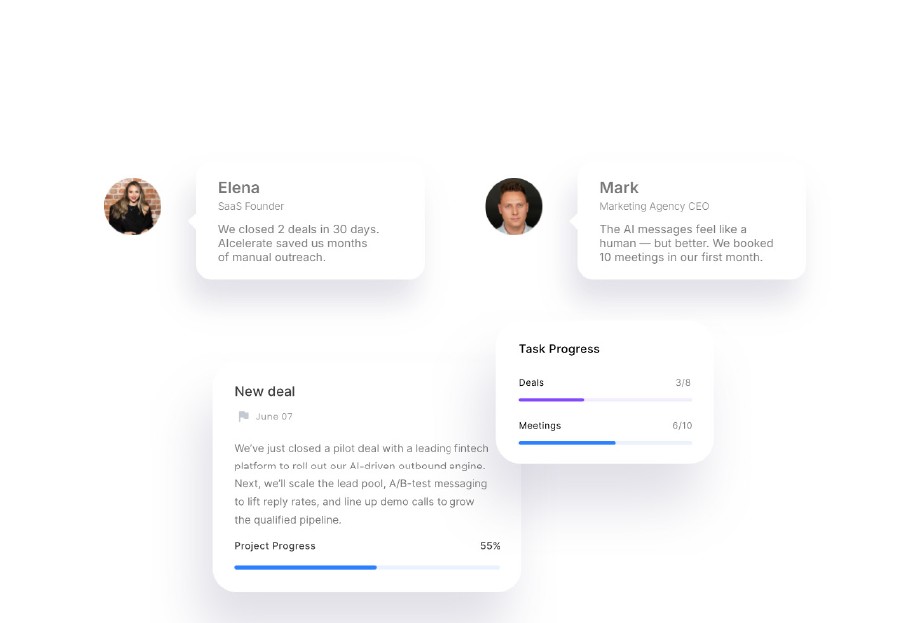 Elena
SaaS Founder
We closed 2 deals in 30 days.
AIcelerate saved us months
of manual outreach.
Mark
Marketing Agency CEO
The AI messages feel like a
human — but better. We booked
10 meetings in our first month.
Task Progress
Deals 3/8
Meetings 6/10
New deal
June 07
We've just closed a pilot deal with a leading fintech
platform to roll out our AI-driven outbound engine.
Next, we'll scale the lead pool, A/B-test messaging
to lift reply rates, and line up demo calls to grow
the qualified pipeline.
Project Progress 55%